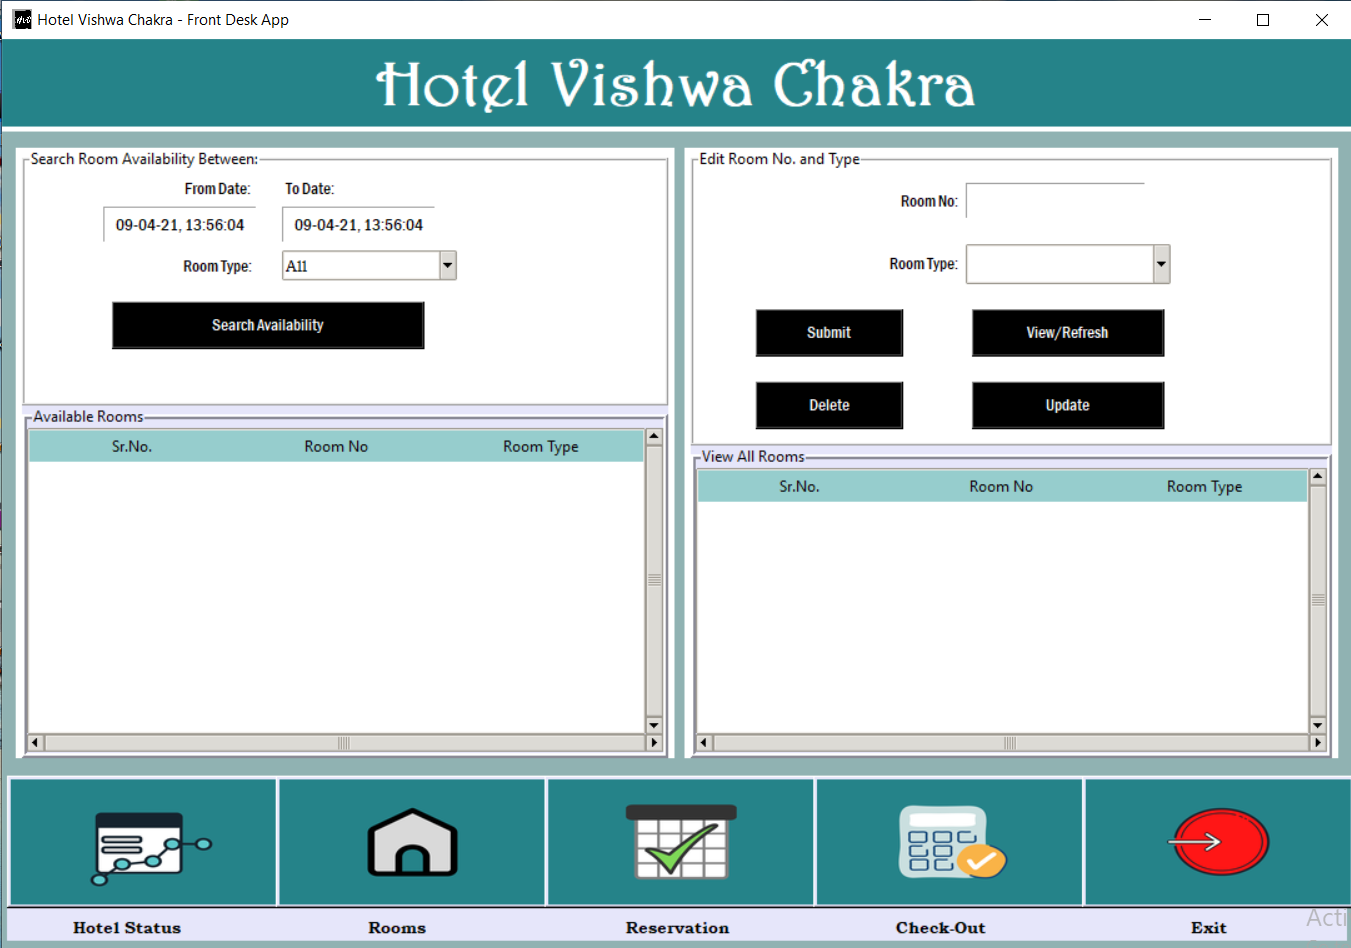 Hotel Vishwa Chakra - Front Desk App
Hotel Vishwa Chakra
Search Room Availability Between:
From Date: To Date:
09-04-21, 13:56:04 09-04-21, 13:56:04
Room Type: All
Search Availability
Available Rooms
Sr.No. Room No Room Type
Edit Room No. and Type
Room No:
Room Type:
Submit View/Refresh
Delete Update
View All Rooms
Sr.No. Room No Room Type
Hotel Status Rooms Reservation Check-Out Exit